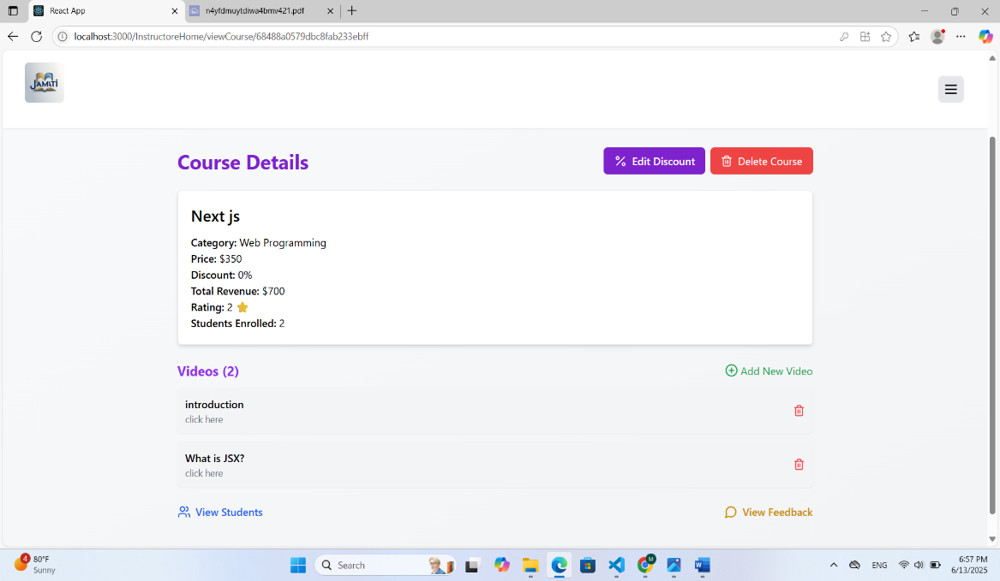 React App
n4yfdmuytdiwa4bmv421.pdf
localhost:3000/InstructoreHome/viewCourse/68488a0579dbc8fab233ebff
JAMATI
Course Details
Edit Discount
Delete Course
Next js
Category: Web Programming
Price: $350
Discount: 0%
Total Revenue: $700
Rating: 2 ⭐
Students Enrolled: 2
Videos (2)
Add New Video
introduction
click here
What is JSX?
click here
View Students
View Feedback
4
80°F
Sunny
Search
M
ENG
6:57 PM
6/13/2025